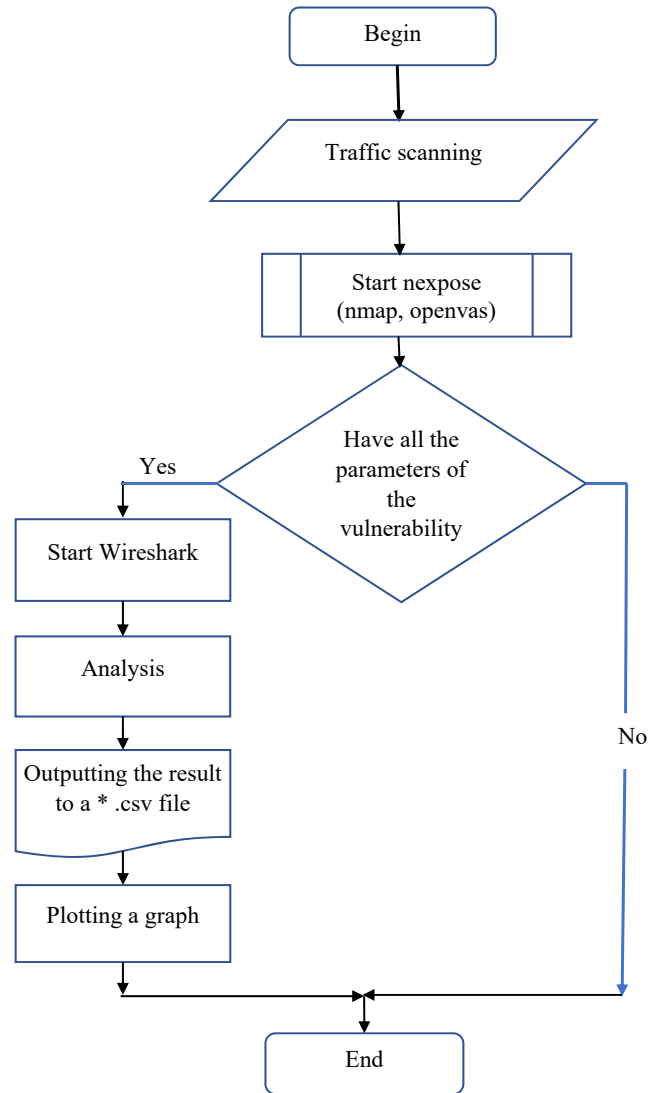 Begin
Traffic scanning
Start nexpose
(nmap, openvas)
Have all the
parameters of
the
vulnerability
Yes
Start Wireshark
Analysis
No
Outputting the result
to a * .csv file
Plotting a graph
End